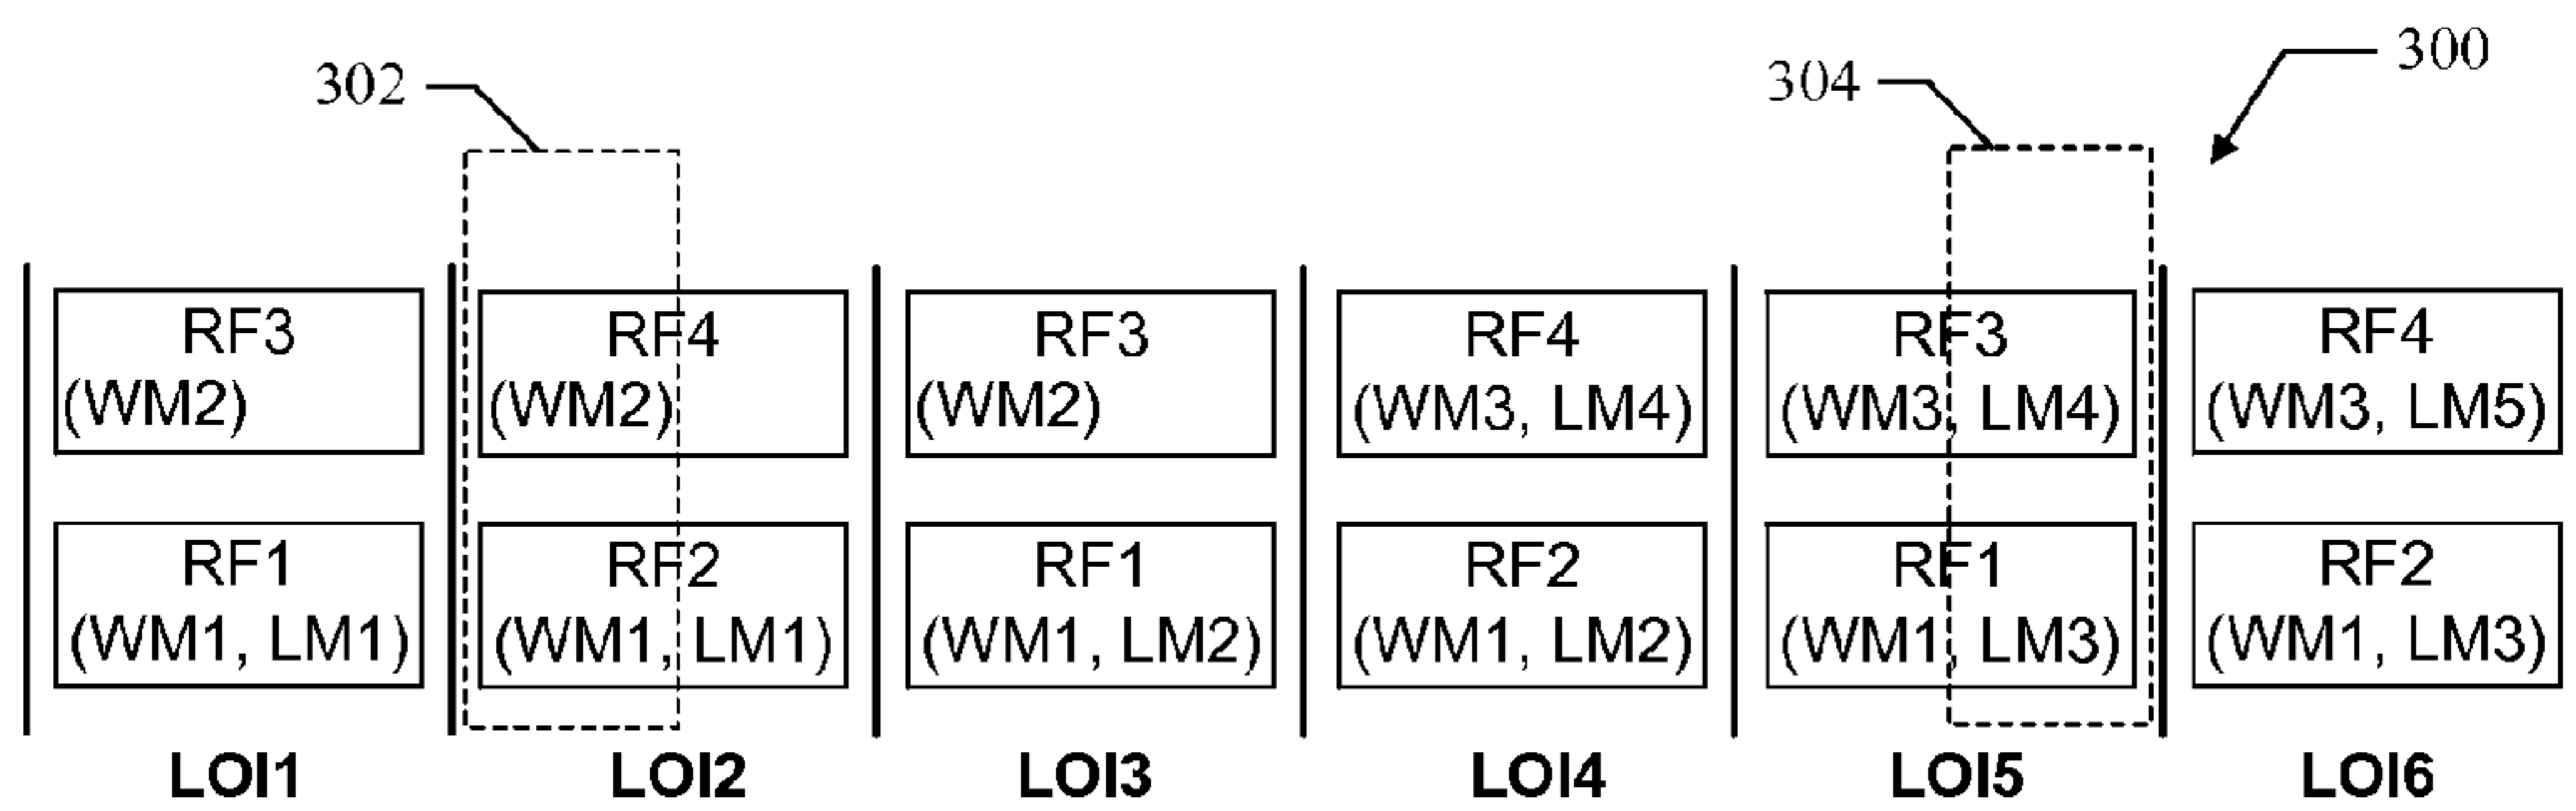 302
304
300
RF3
(WM2)
RF4
(WM2)
RF3
(WM2)
RF4
(WM3, LM4)
RF3
(WM3, LM4)
RF4
(WM3, LM5)
RF1
(WM1, LM1)
RF2
(WM1, LM1)
RF1
(WM1, LM2)
RF2
(WM1, LM2)
RF1
(WM1, LM3)
RF2
(WM1, LM3)
LOI1
LOI2
LOI3
LOI4
LOI5
LOI6